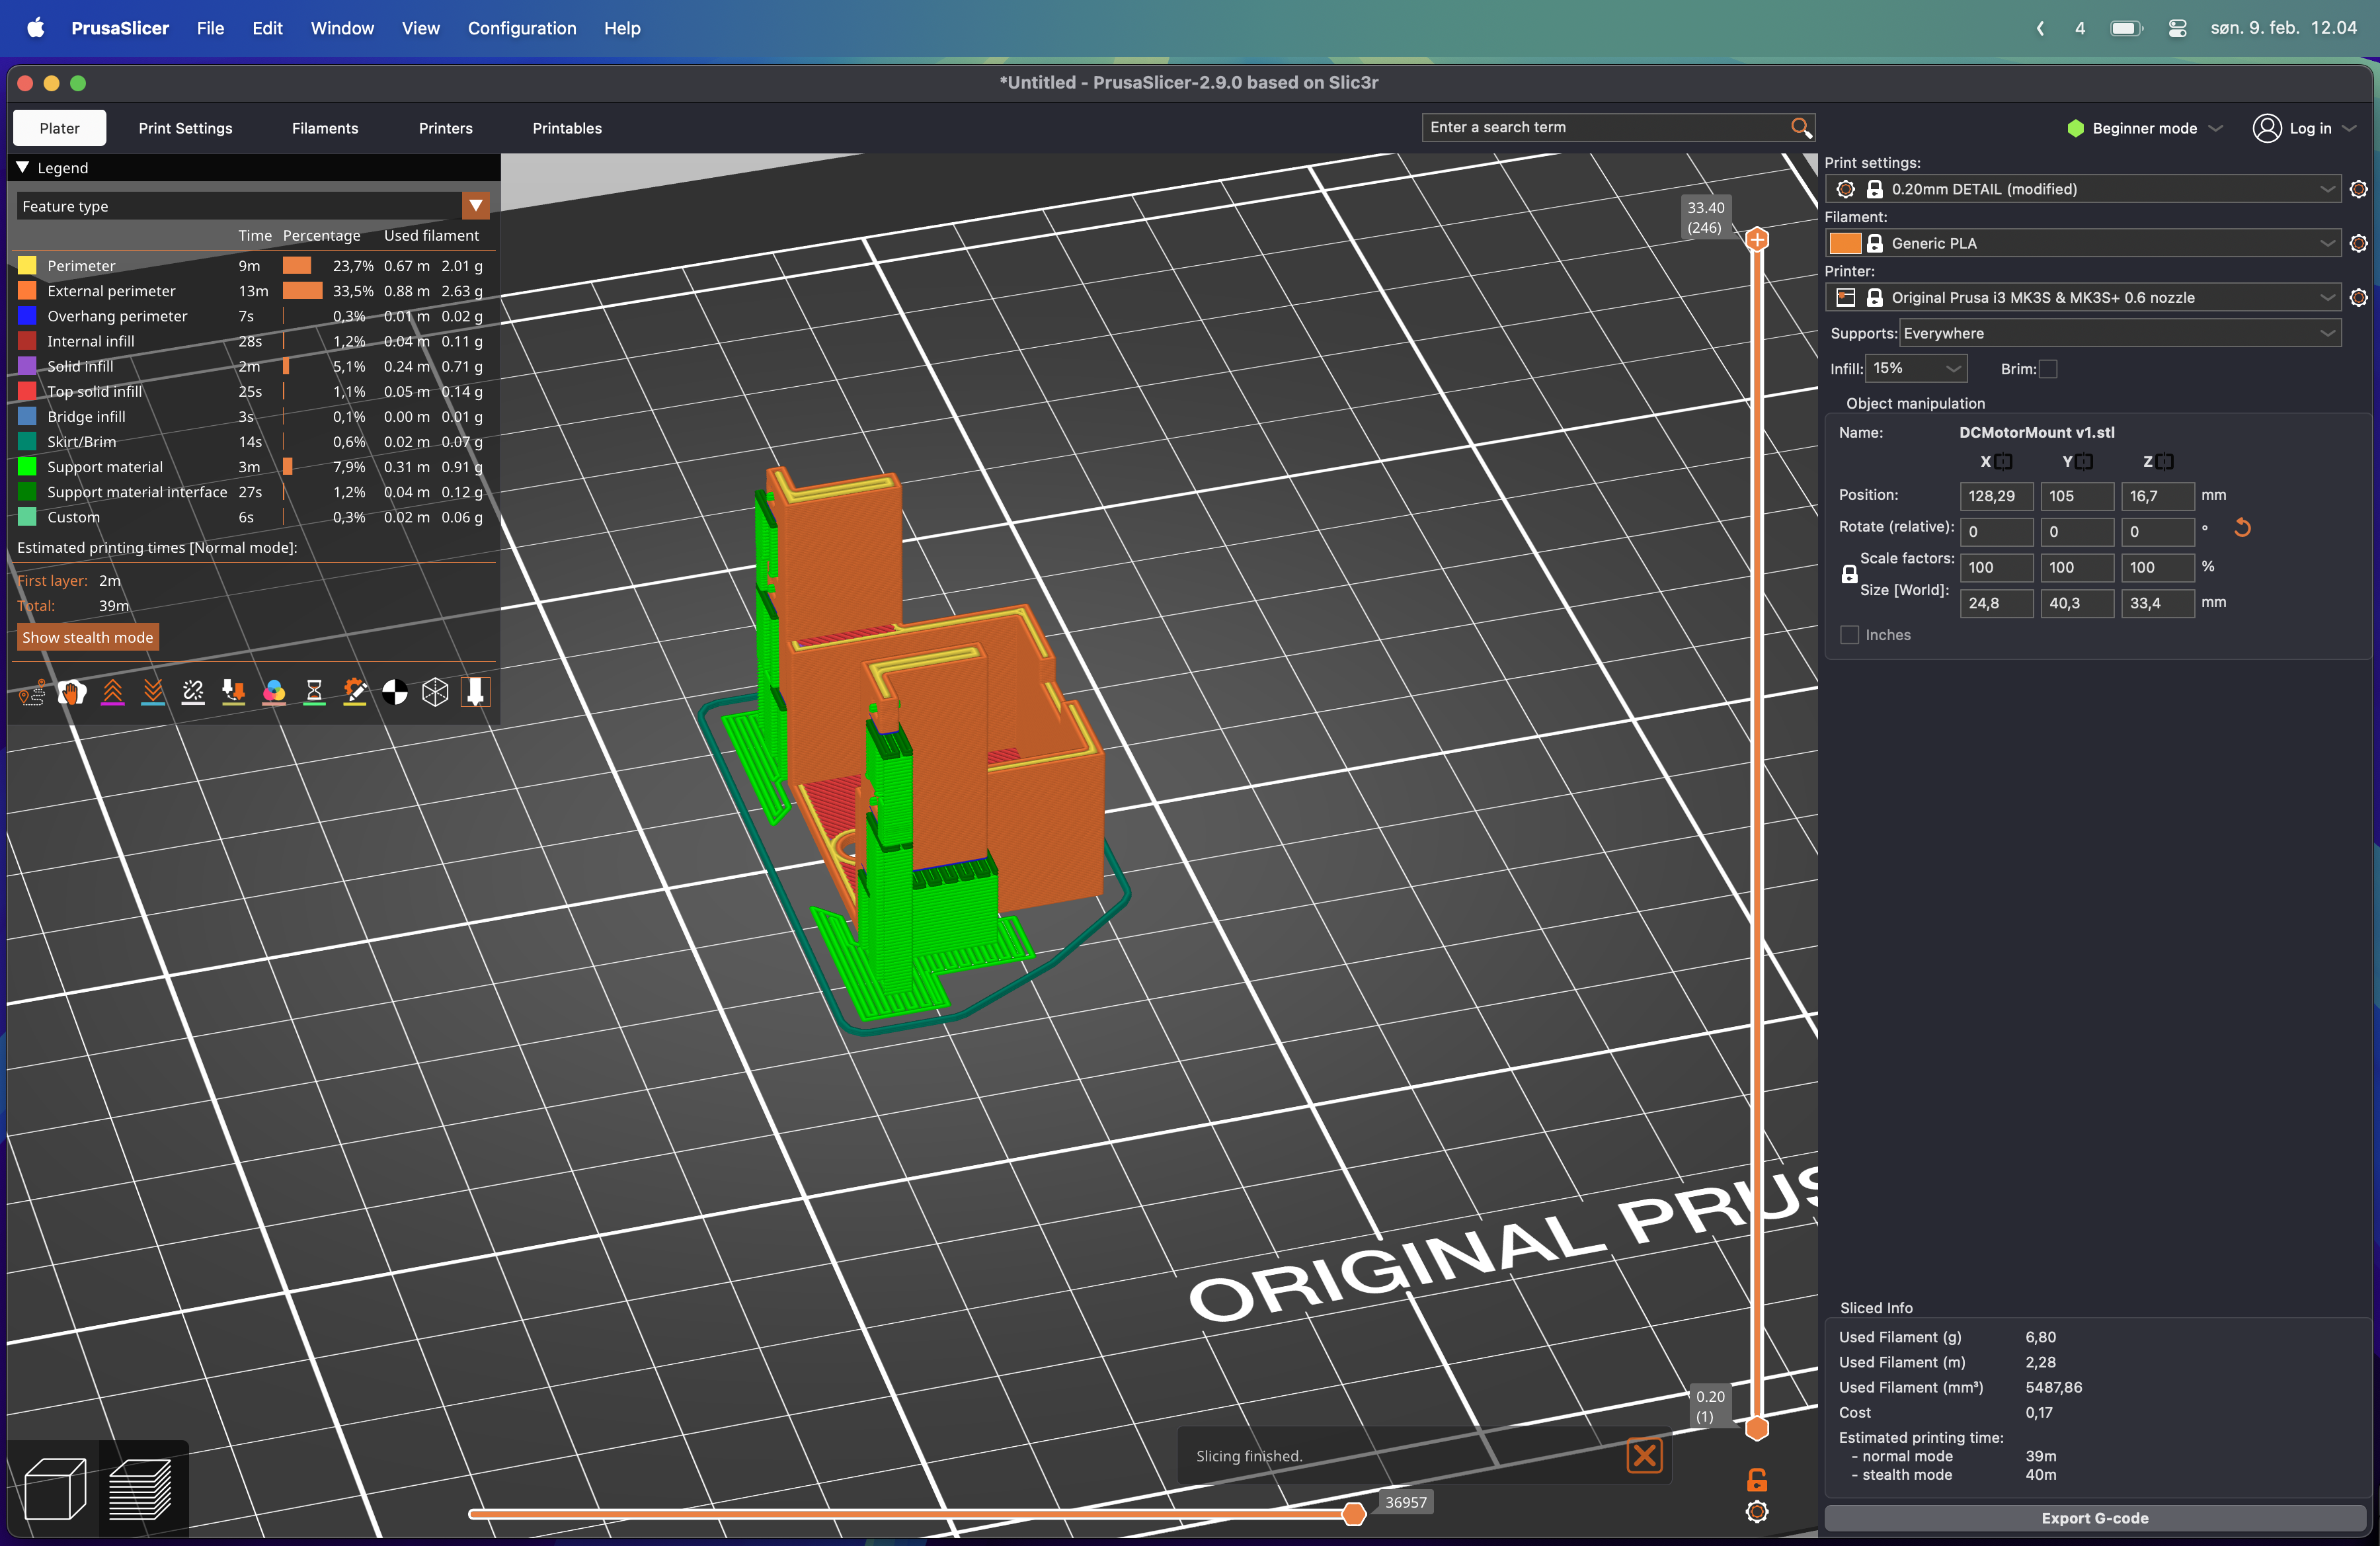 PrusaSlicer File Edit Window View Configuration Help 4 søn. 9. feb. 12.04
*Untitled - PrusaSlicer-2.9.0 based on Slic3r
Plater Print Settings Filaments Printers Printables Enter a search term Beginner mode Log in
Legend
Feature type
Time Percentage Used filament
Perimeter 9m 23,7% 0.67 m 2.01 g
External perimeter 13m 33,5% 0.88 m 2.63 g
Overhang perimeter 7s 0,3% 0.01 m 0.02 g
Internal infill 28s 1,2% 0.04 m 0.11 g
Solid infill 2m 5,1% 0.24 m 0.71 g
Top solid infill 25s 1,1% 0.05 m 0.14 g
Bridge infill 3s 0,1% 0.00 m 0.01 g
Skirt/Brim 14s 0,6% 0.02 m 0.07 g
Support material 3m 7,9% 0.31 m 0.91 g
Support material interface 27s 1,2% 0.04 m 0.12 g
Custom 6s 0,3% 0.02 m 0.06 g
Estimated printing times [Normal mode]:
First layer: 2m
Total: 39m
Show stealth mode
33.40
(246)
ORIGINAL PRUS
0.20
(1)
Slicing finished.
36957
Print settings:
0.20mm DETAIL (modified)
Filament:
Generic PLA
Printer:
Original Prusa i3 MK3S & MK3S+ 0.6 nozzle
Supports: Everywhere
Infill: 15% Brim:
Object manipulation
Name: DCMotorMount v1.stl
X Y Z
Position: 128,29 105 16,7 mm
Rotate (relative): 0 0 0 °
Scale factors: 100 100 100 %
Size [World]: 24,8 40,3 33,4 mm
Inches
Sliced Info
Used Filament (g) 6,80
Used Filament (m) 2,28
Used Filament (mm³) 5487,86
Cost 0,17
Estimated printing time:
- normal mode 39m
- stealth mode 40m
Export G-code